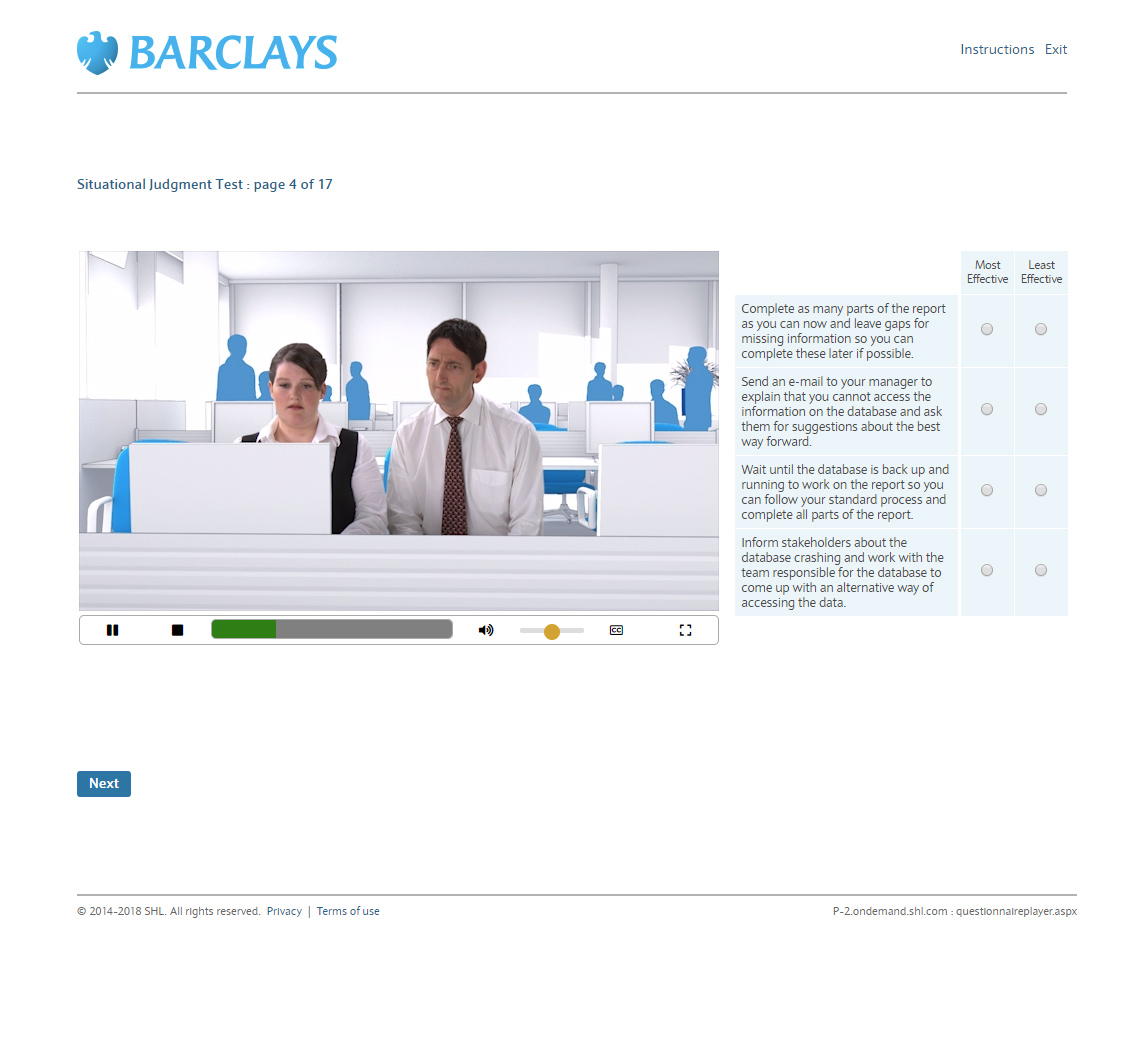 BARCLAYS
Instructions Exit
Situational Judgment Test : page 4 of 17
Most
Effective
Least
Effective
Complete as many parts of the report
as you can now and leave gaps for
missing information so you can
complete these later if possible.
Send an e-mail to your manager to
explain that you cannot access the
information on the database and ask
them for suggestions about the best
way forward.
Wait until the database is back up and
running to work on the report so you
can follow your standard process and
complete all parts of the report.
Inform stakeholders about the
database crashing and work with the
team responsible for the database to
come up with an alternative way of
accessing the data.
CC
Next
© 2014-2018 SHL. All rights reserved. Privacy | Terms of use
P-2.ondemand.shl.com : questionnaireplayer.aspx